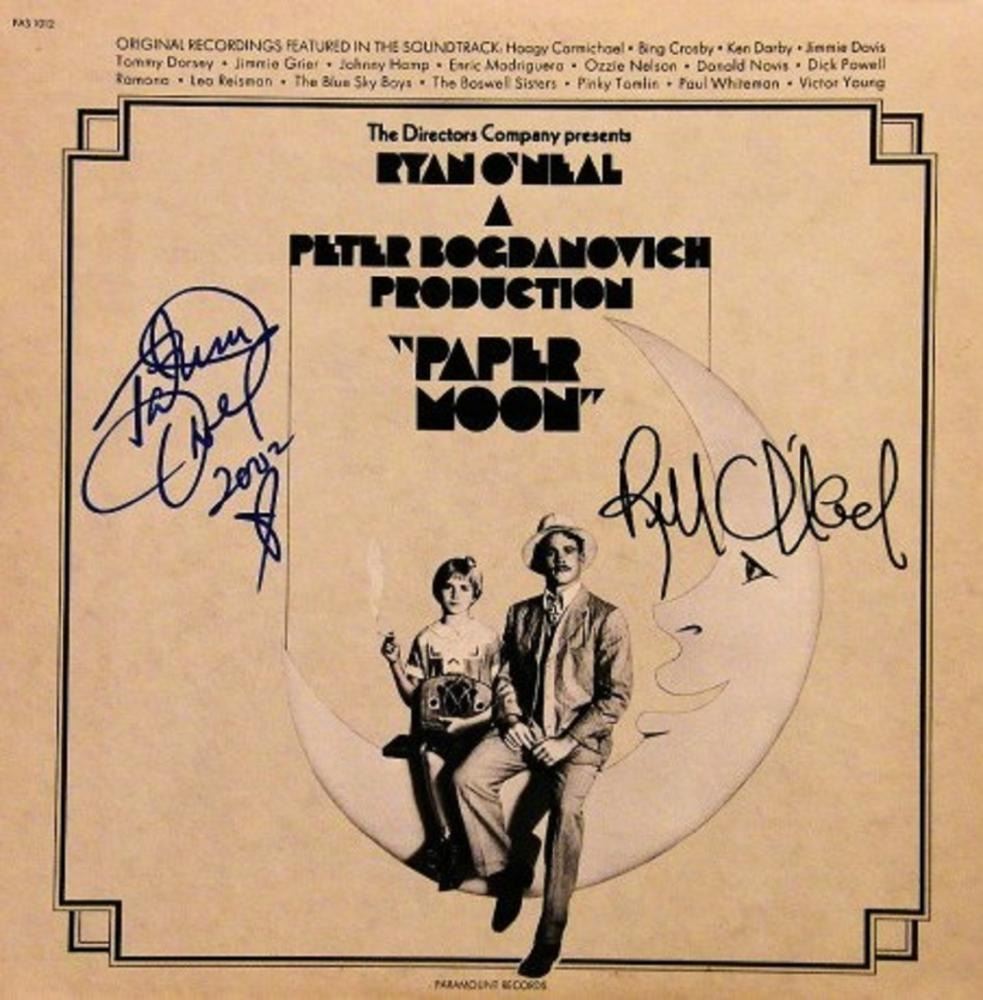 PAS 1012
ORIGINAL RECORDINGS FEATURED IN THE SOUNDTRACK: Hoagy Carmichael • Bing Crosby • Ken Darby • Jimmie Davis
Tommy Dorsey • Jimmie Grier • Johnny Hamp • Enric Madriguera • Ozzie Nelson • Donald Novis • Dick Powell
Ramona • Leo Reisman • The Blue Sky Boys • The Boswell Sisters • Pinky Tomlin • Paul Whiteman • Victor Young
The Directors Company presents
RYAN O'NEAL
A
PETER BOGDANOVICH
PRODUCTION
"PAPER
MOON"
2002
PARAMOUNT RECORDS